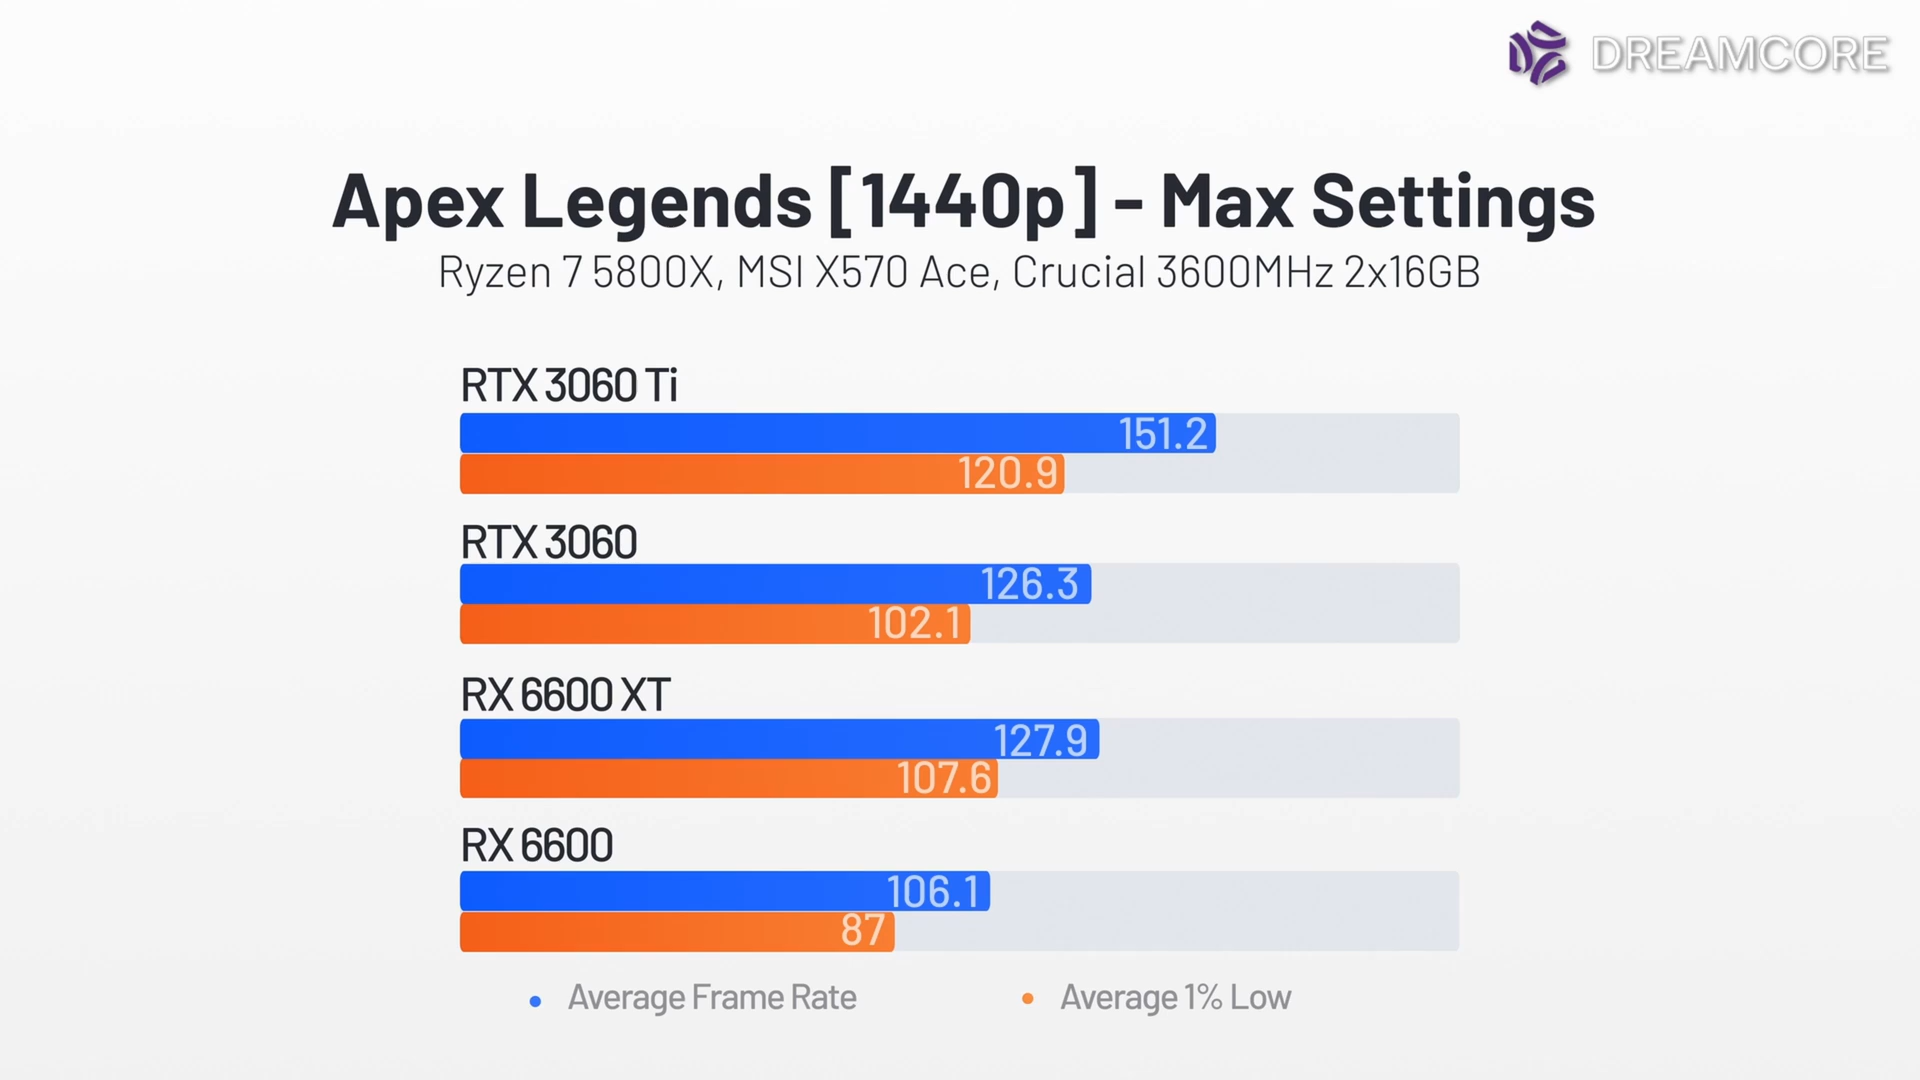 DREAMCORE
Apex Legends [1440p] - Max Settings
Ryzen 7 5800X, MSI X570 Ace, Crucial 3600MHz 2x16GB
RTX 3060 Ti
151.2
120.9
RTX 3060
126.3
102.1
RX 6600 XT
127.9
107.6
RX 6600
106.1
87
Average Frame Rate
Average 1% Low